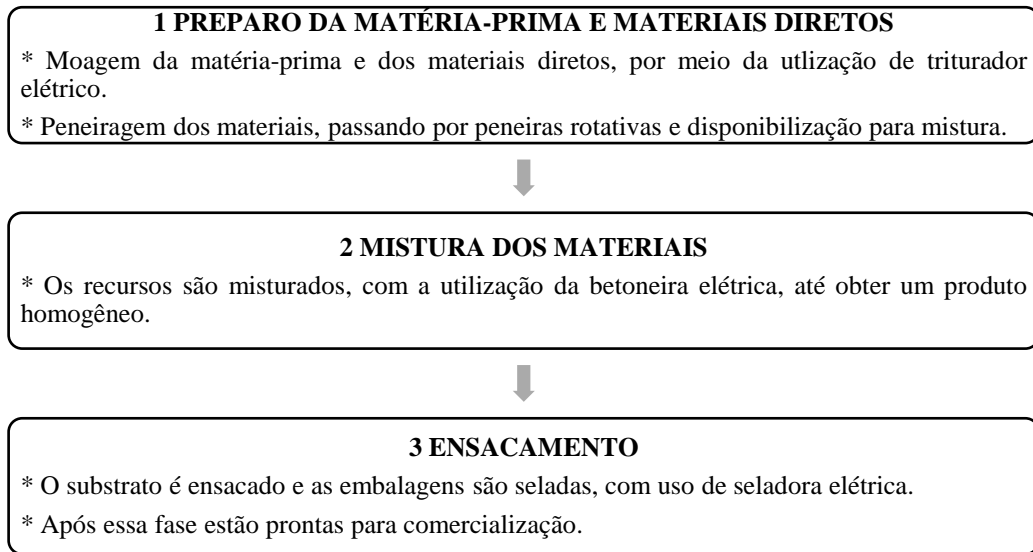 1 PREPARO DA MATÉRIA-PRIMA E MATERIAIS DIRETOS
* Moagem da matéria-prima e dos materiais diretos, por meio da utlização de triturador
elétrico.
* Peneiragem dos materiais, passando por peneiras rotativas e disponibilização para mistura.
2 MISTURA DOS MATERIAIS
* Os recursos são misturados, com a utilização da betoneira elétrica, até obter um produto
homogêneo.
3 ENSACAMENTO
* O substrato é ensacado e as embalagens são seladas, com uso de seladora elétrica.
* Após essa fase estão prontas para comercialização.